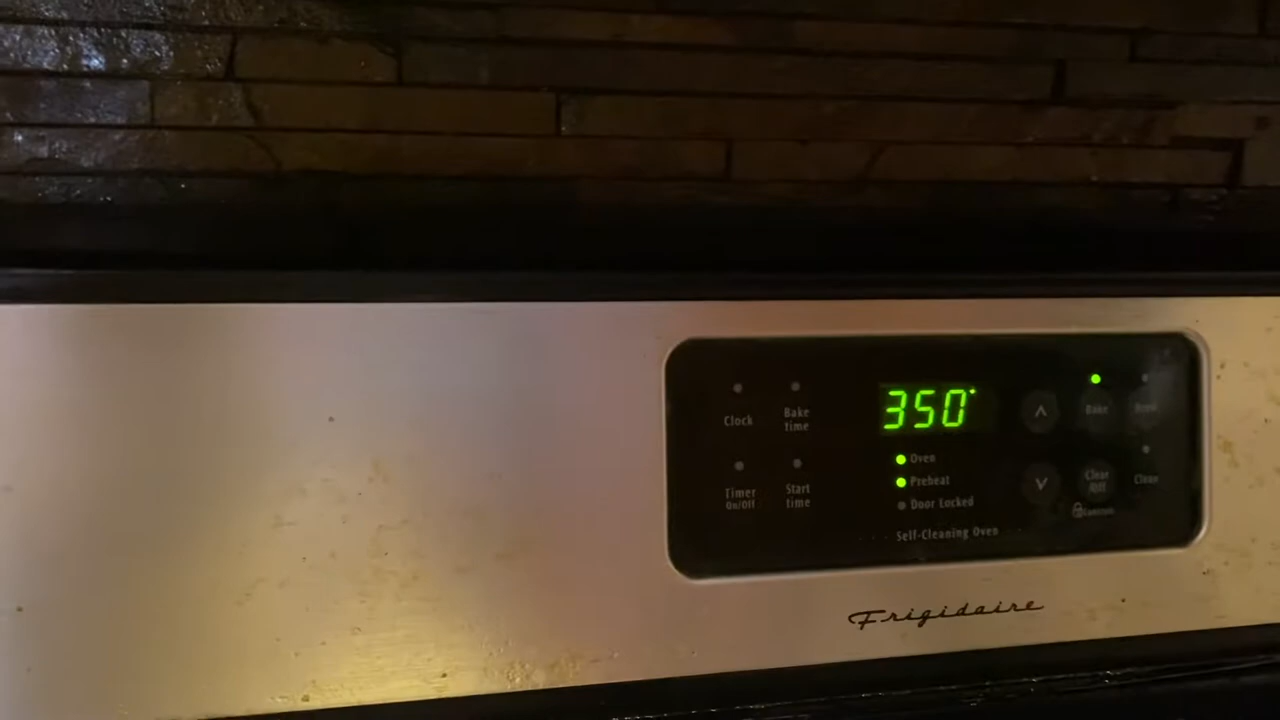 350°
Clock
Bake
time
Bake
Oven
Preheat
Timer
On/Off
Start
time
Door Locked
Clear
Off
Clean
Self-Cleaning Oven
Frigidaire